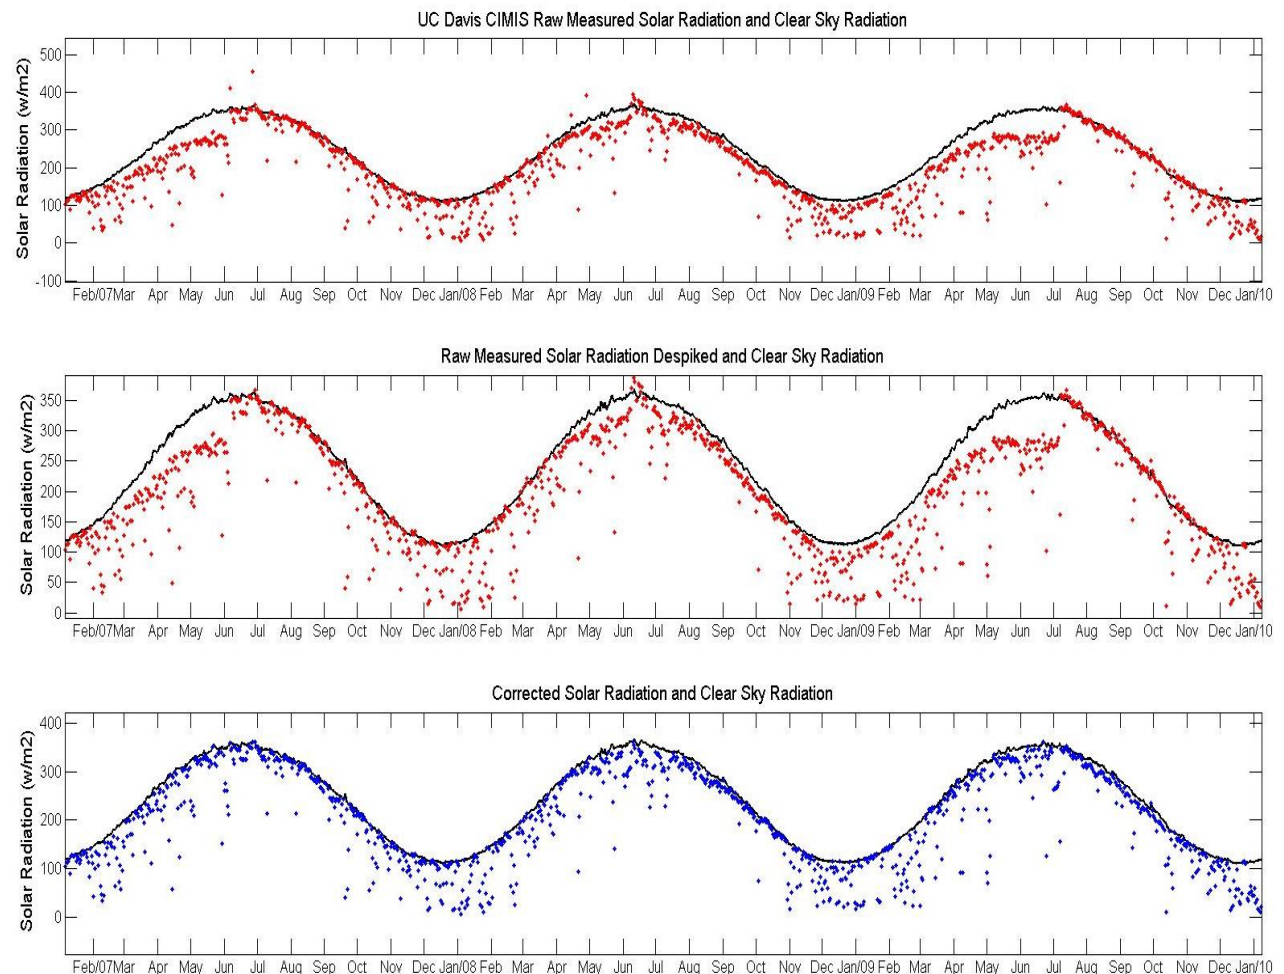 UC Davis CIMIS Raw Measured Solar Radiation and Clear Sky Radiation
Solar Radiation (w/m2)
500
400
300
200
100
0
-100
Feb/07 Mar Apr May Jun Jul Aug Sep Oct Nov Dec Jan/08 Feb Mar Apr May Jun Jul Aug Sep Oct Nov Dec Jan/09 Feb Mar Apr May Jun Jul Aug Sep Oct Nov Dec Jan/10
Raw Measured Solar Radiation Despiked and Clear Sky Radiation
Solar Radiation (w/m2)
350
300
250
200
150
100
50
0
Feb/07 Mar Apr May Jun Jul Aug Sep Oct Nov Dec Jan/08 Feb Mar Apr May Jun Jul Aug Sep Oct Nov Dec Jan/09 Feb Mar Apr May Jun Jul Aug Sep Oct Nov Dec Jan/10
Corrected Solar Radiation and Clear Sky Radiation
Solar Radiation (w/m2)
400
300
200
100
0
Feb/07 Mar Apr May Jun Jul Aug Sep Oct Nov Dec Jan/08 Feb Mar Apr May Jun Jul Aug Sep Oct Nov Dec Jan/09 Feb Mar Apr May Jun Jul Aug Sep Oct Nov Dec Jan/10